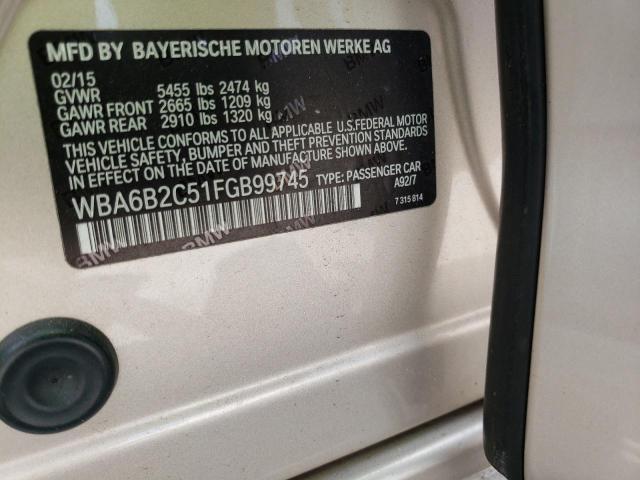 MFD BY BAYERISCHE MOTOREN WERKE AG
02/15
GVWR 5455 lbs 2474 kg
GAWR FRONT 2665 lbs 1209 kg
GAWR REAR 2910 lbs 1320 kg
THIS VEHICLE CONFORMS TO ALL APPLICABLE U.S.FEDERAL MOTOR
VEHICLE SAFETY, BUMPER AND THEFT PREVENTION STANDARDS
IN EFFECT ON THE DATE OF MANUFACTURE SHOWN ABOVE.
WBA6B2C51FGB99745 TYPE: PASSENGER CAR
A92/7
7 315 814